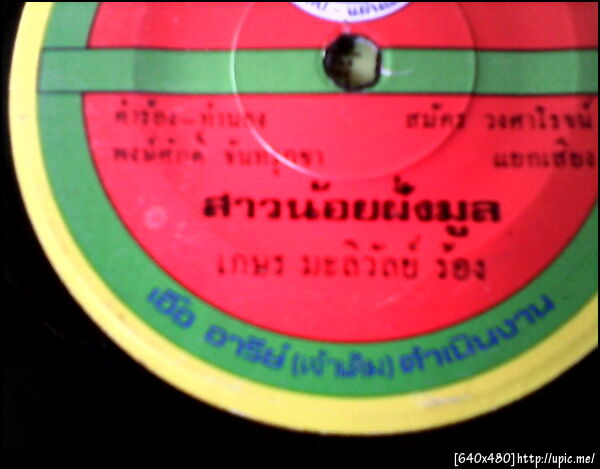 คำร้อง-ทำนอง สมัคร วงศาโรจน์
พงษ์ศักดิ์ จันทรุกขา แยกเสียง
สาวน้อยฝั่งมูล
เกษร มะลิวัลย์ ร้อง
เฮือ อารีย์ (เจ้าเดิม) ดำเนินงาน
[640x480]http://upic.me/